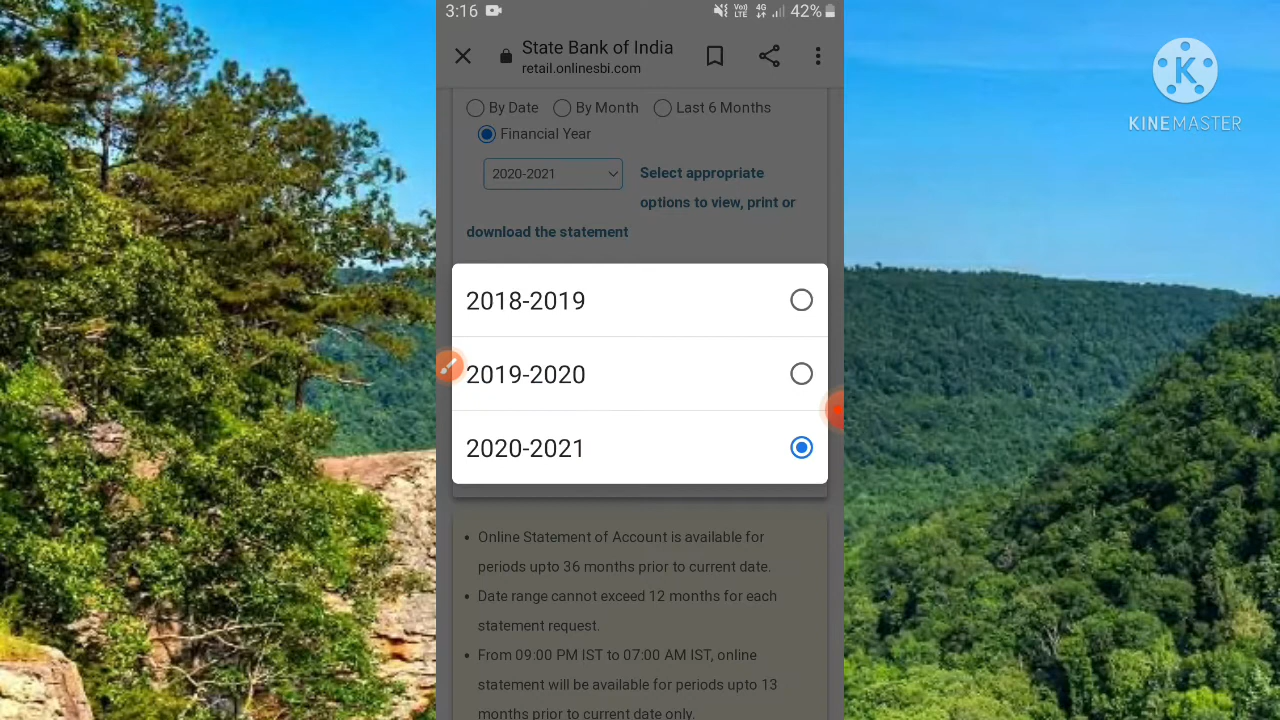 3:16
Vo))
LTE
4G
42%
State Bank of India
retail.onlinesbi.com
By Date
By Month
Last 6 Months
Financial Year
2020-2021
Select appropriate
options to view, print or
download the statement
2018-2019
2019-2020
2020-2021
• Online Statement of Account is available for
periods upto 36 months prior to current date.
• Date range cannot exceed 12 months for each
statement request.
• From 09:00 PM IST to 07:00 AM IST, online
statement will be available for periods upto 13
months prior to current date only.
K
KINEMASTER